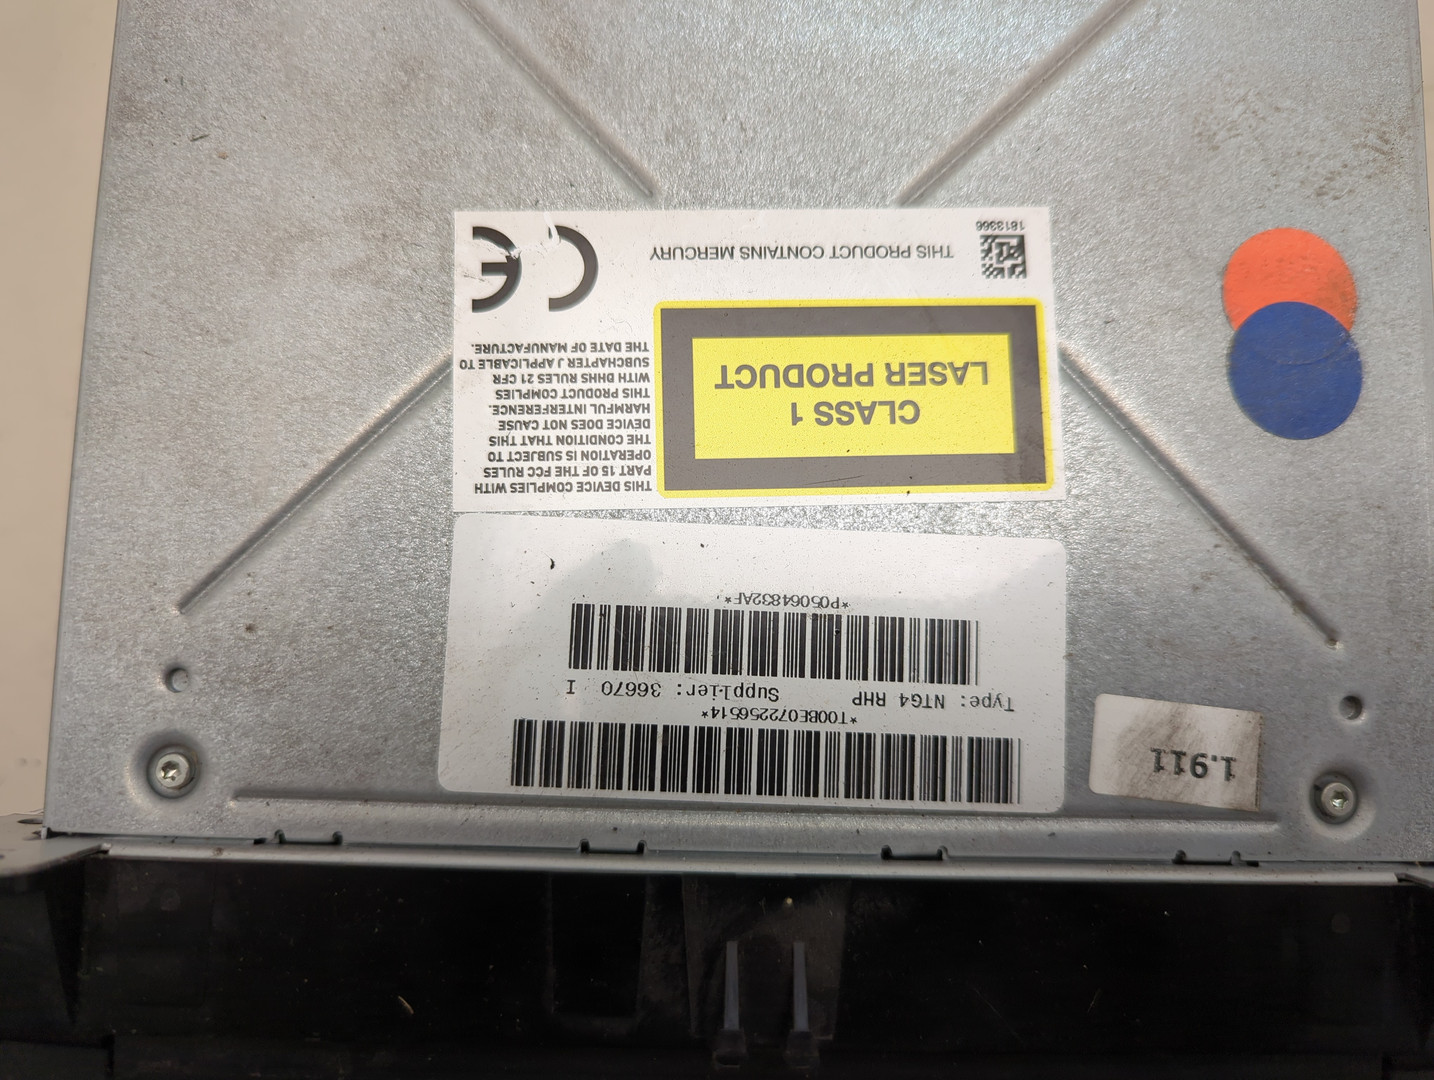 *T00BE072256514*
Type: NTG4 RHP Supplier: 36670 I
*P05064832AF*
1.911
THIS DEVICE COMPLIES WITH
PART 15 OF THE FCC RULES
OPERATION IS SUBJECT TO
THE CONDITION THAT THIS
DEVICE DOES NOT CAUSE
HARMFUL INTERFERENCE.
THIS PRODUCT COMPLIES
WITH DHHS RULES 21 CFR
SUBCHAPTER J APPLICABLE TO
THE DATE OF MANUFACTURE.
CLASS 1
LASER PRODUCT
THIS PRODUCT CONTAINS MERCURY
CE
1813366